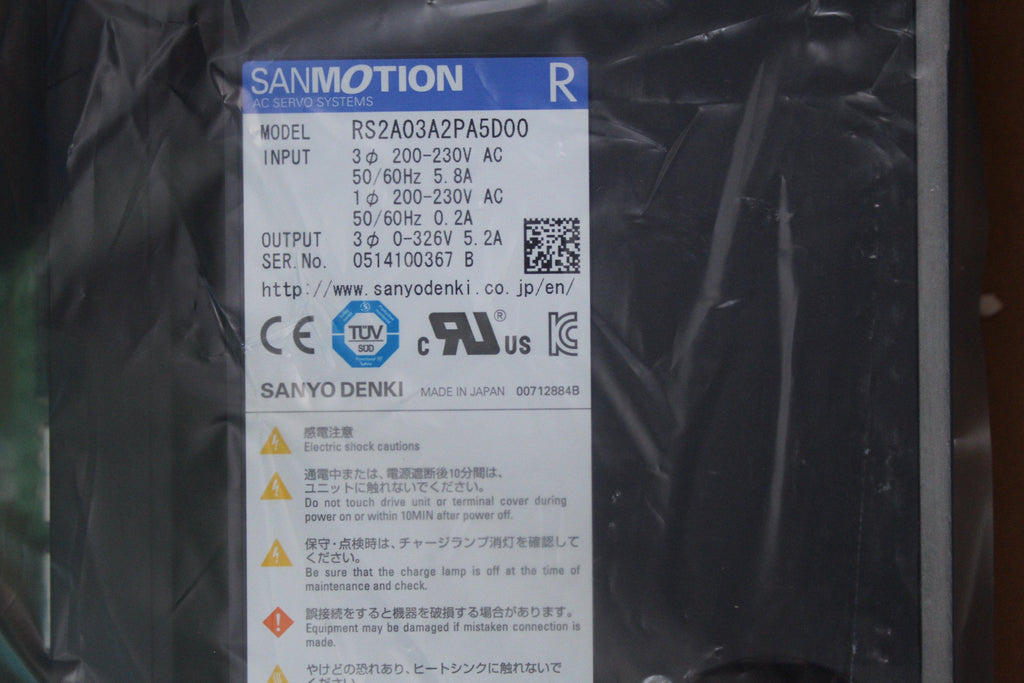 SANMOTION R
AC SERVO SYSTEMS
MODEL RS2A03A2PA5D00
INPUT 3φ 200-230V AC
50/60Hz 5.8A
1φ 200-230V AC
50/60Hz 0.2A
OUTPUT 3φ 0-326V 5.2A
SER.No. 0514100367 B
http://www.sanyodenki.co.jp/en/
CE TÜV SÜD c RU® US KC
SANYO DENKI MADE IN JAPAN 00712884B
感電注意
Electric shock cautions
通電中または、電源遮断後10分間は、
ユニットに触れないでください。
Do not touch drive unit or terminal cover during
power on or within 10MIN after power off.
保守・点検時は、チャージランプ消灯を確認して
ください。
Be sure that the charge lamp is off at the time of
maintenance and check.
誤接続をすると機器を破損する場合があります。
Equipment may be damaged if mistaken connection is
made.
やけどの恐れあり、ヒートシンクに触れないで
ください。